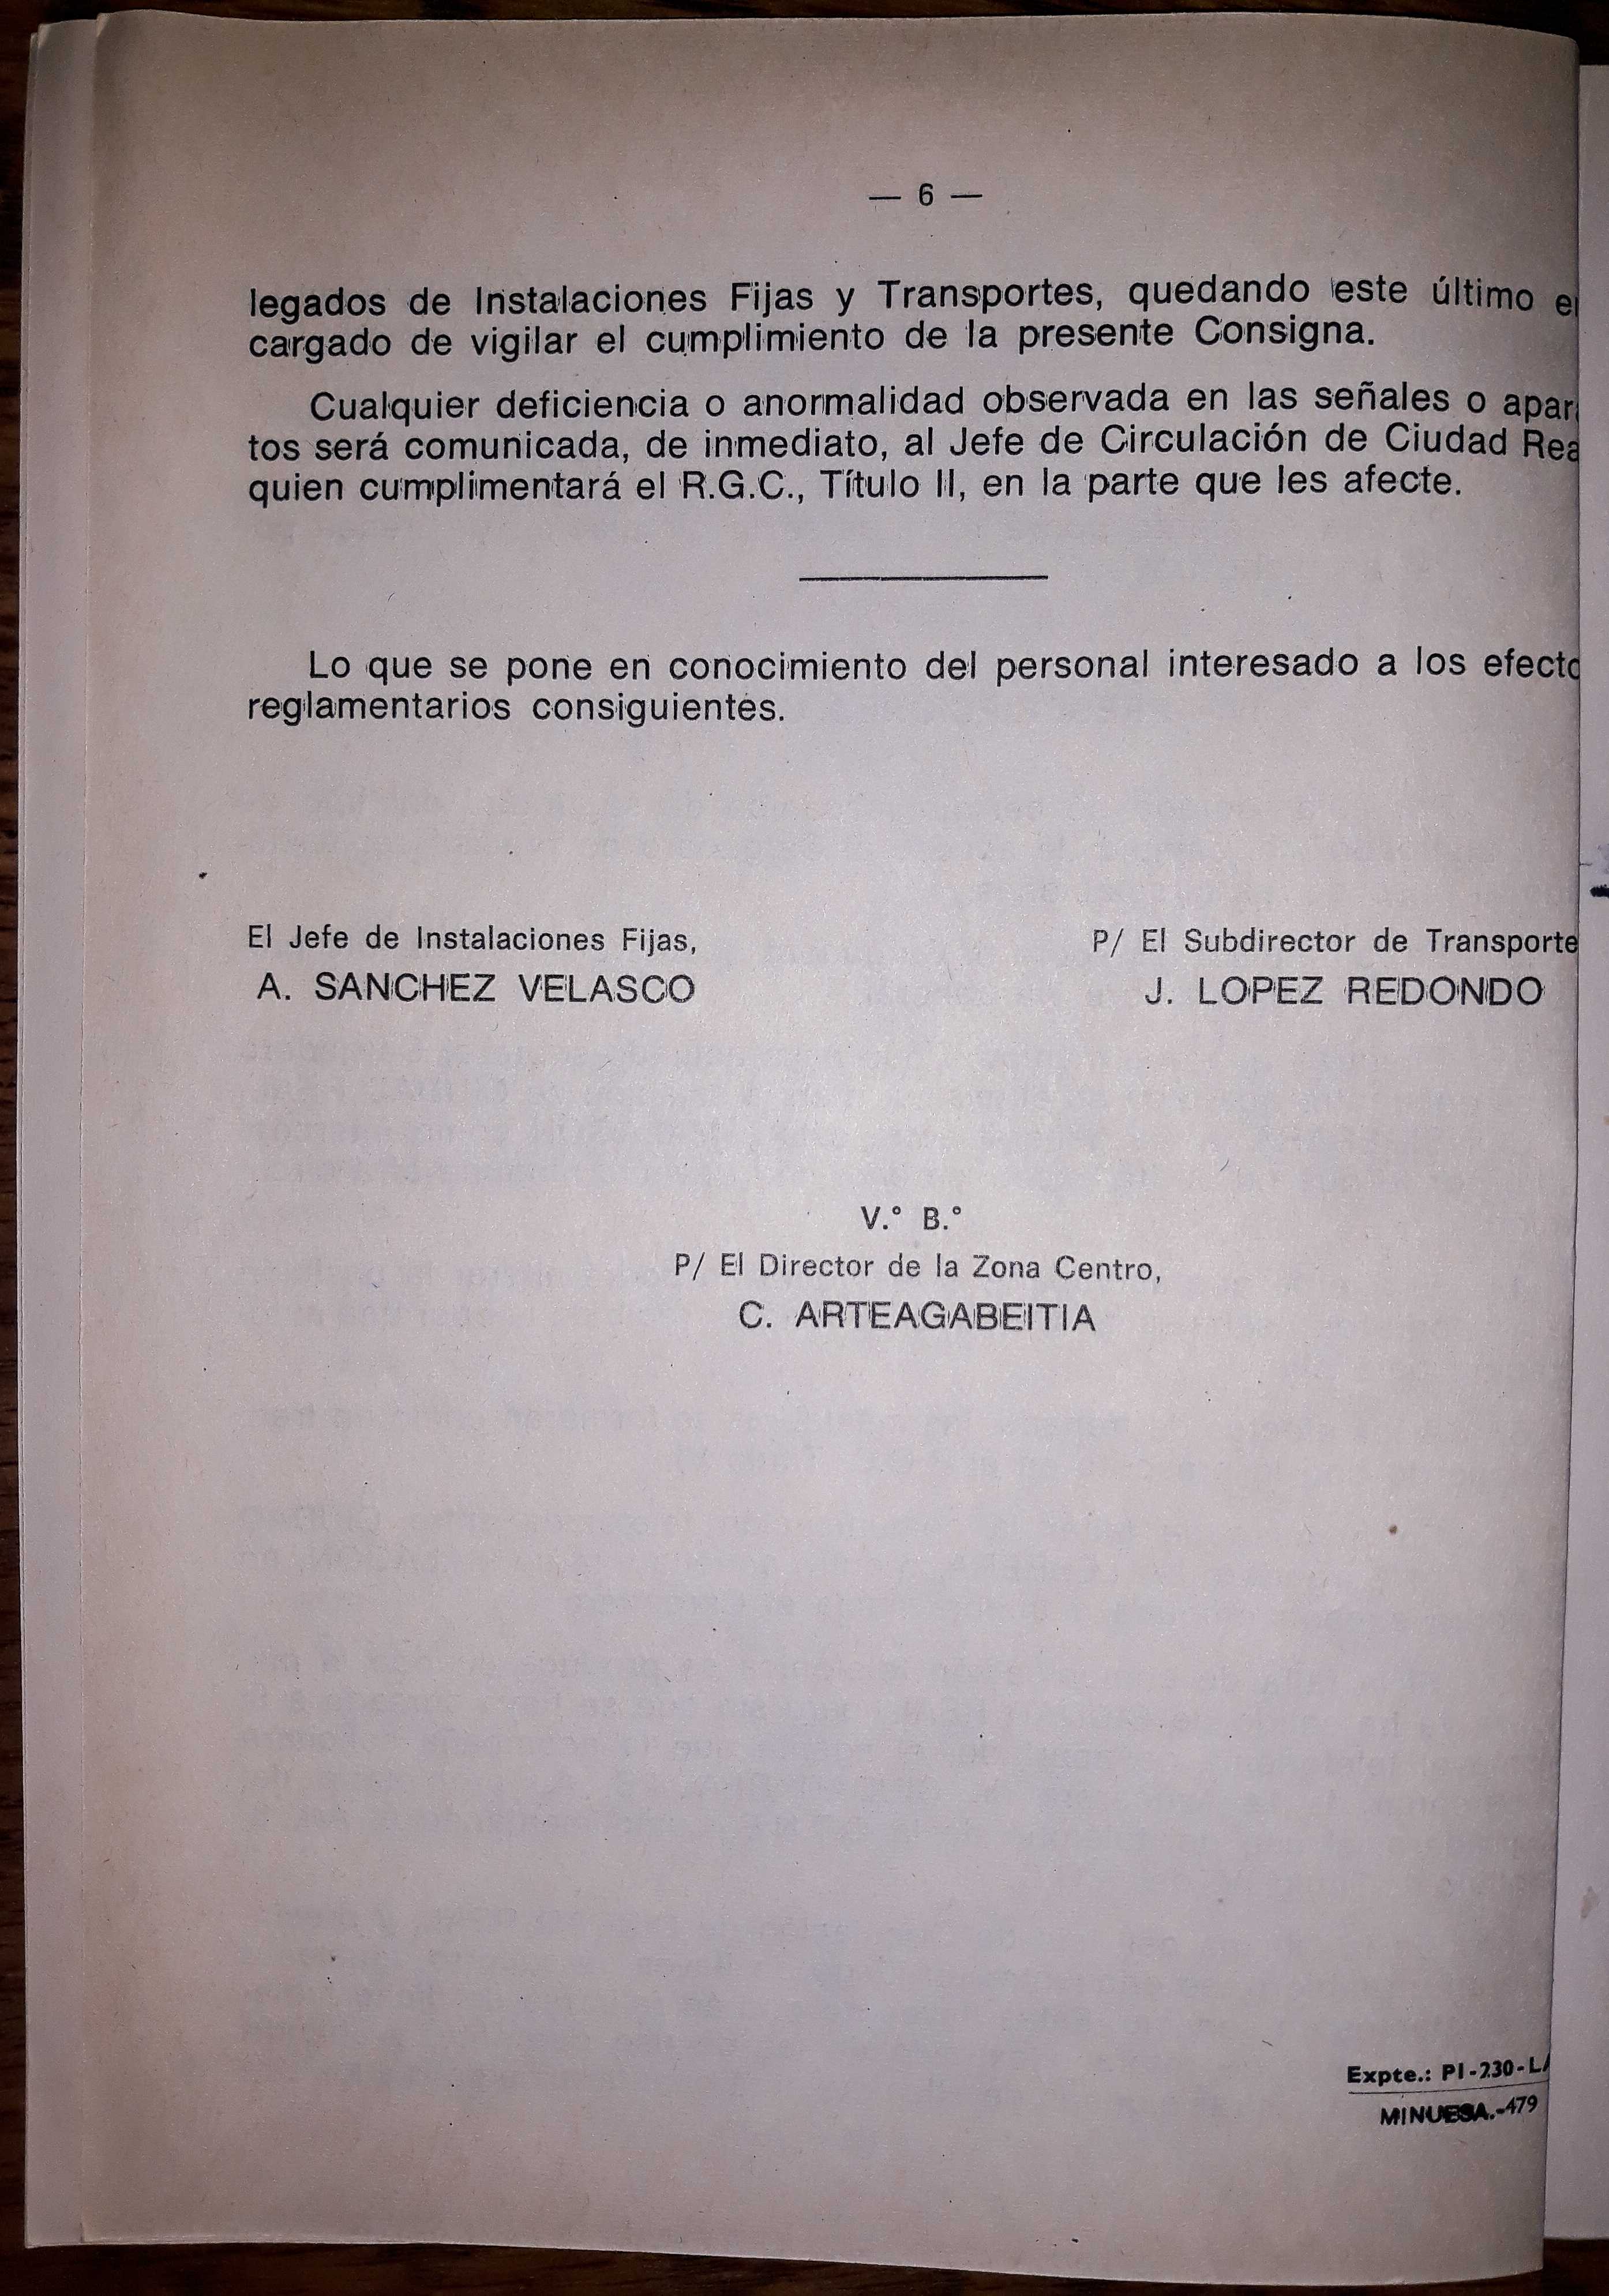 — 6 —
legados de Instalaciones Fijas y Transportes, quedando este último e
cargado de vigilar el cumplimiento de la presente Consigna.
Cualquier deficiencia o anormalidad observada en las señales o apar
tos será comunicada, de inmediato, al Jefe de Circulación de Ciudad Rea
quien cumplimentará el R.G.C., Título II, en la parte que les afecte.
Lo que se pone en conocimiento del personal interesado a los efecto
reglamentarios consiguientes.
El Jefe de Instalaciones Fijas,
A. SANCHEZ VELASCO
P/ El Subdirector de Transporte
J. LOPEZ REDONDO
V.° B.°
P/ El Director de la Zona Centro,
C. ARTEAGABEITIA
Expte.: PI-230-L
MINUESA.-479